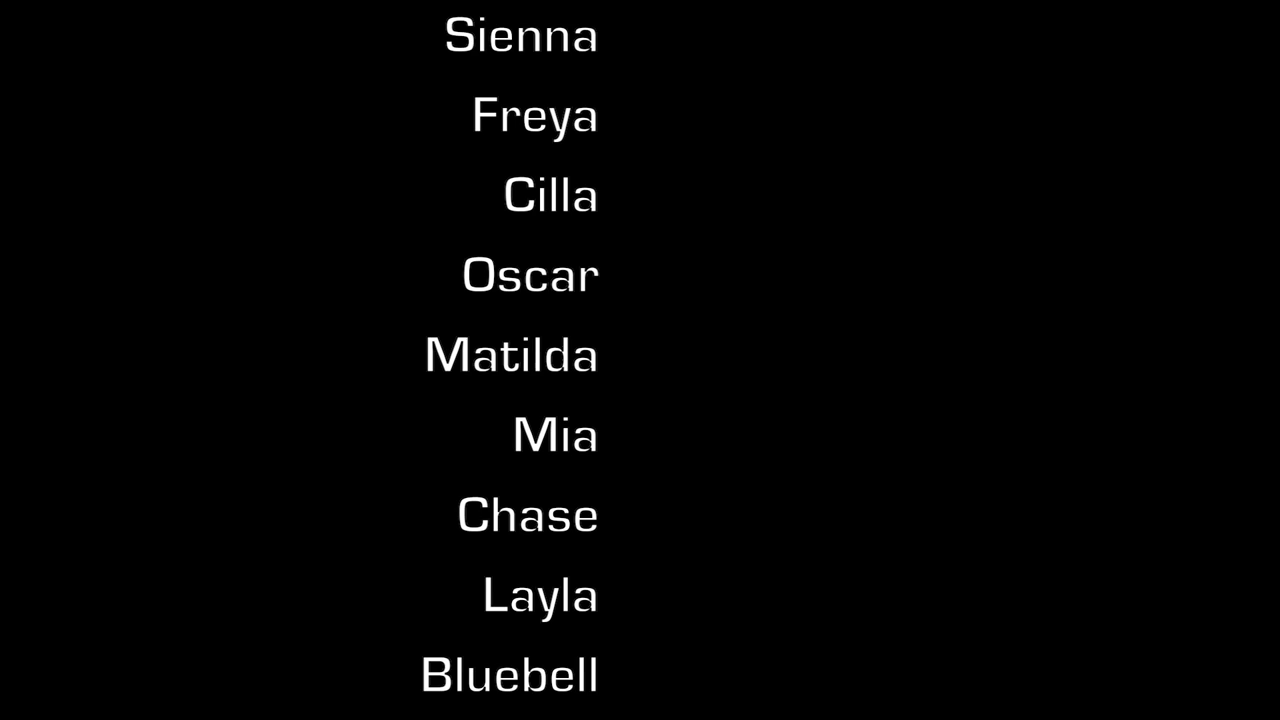 Sienna
Freya
Cilla
Oscar
Matilda
Mia
Chase
Layla
Bluebell